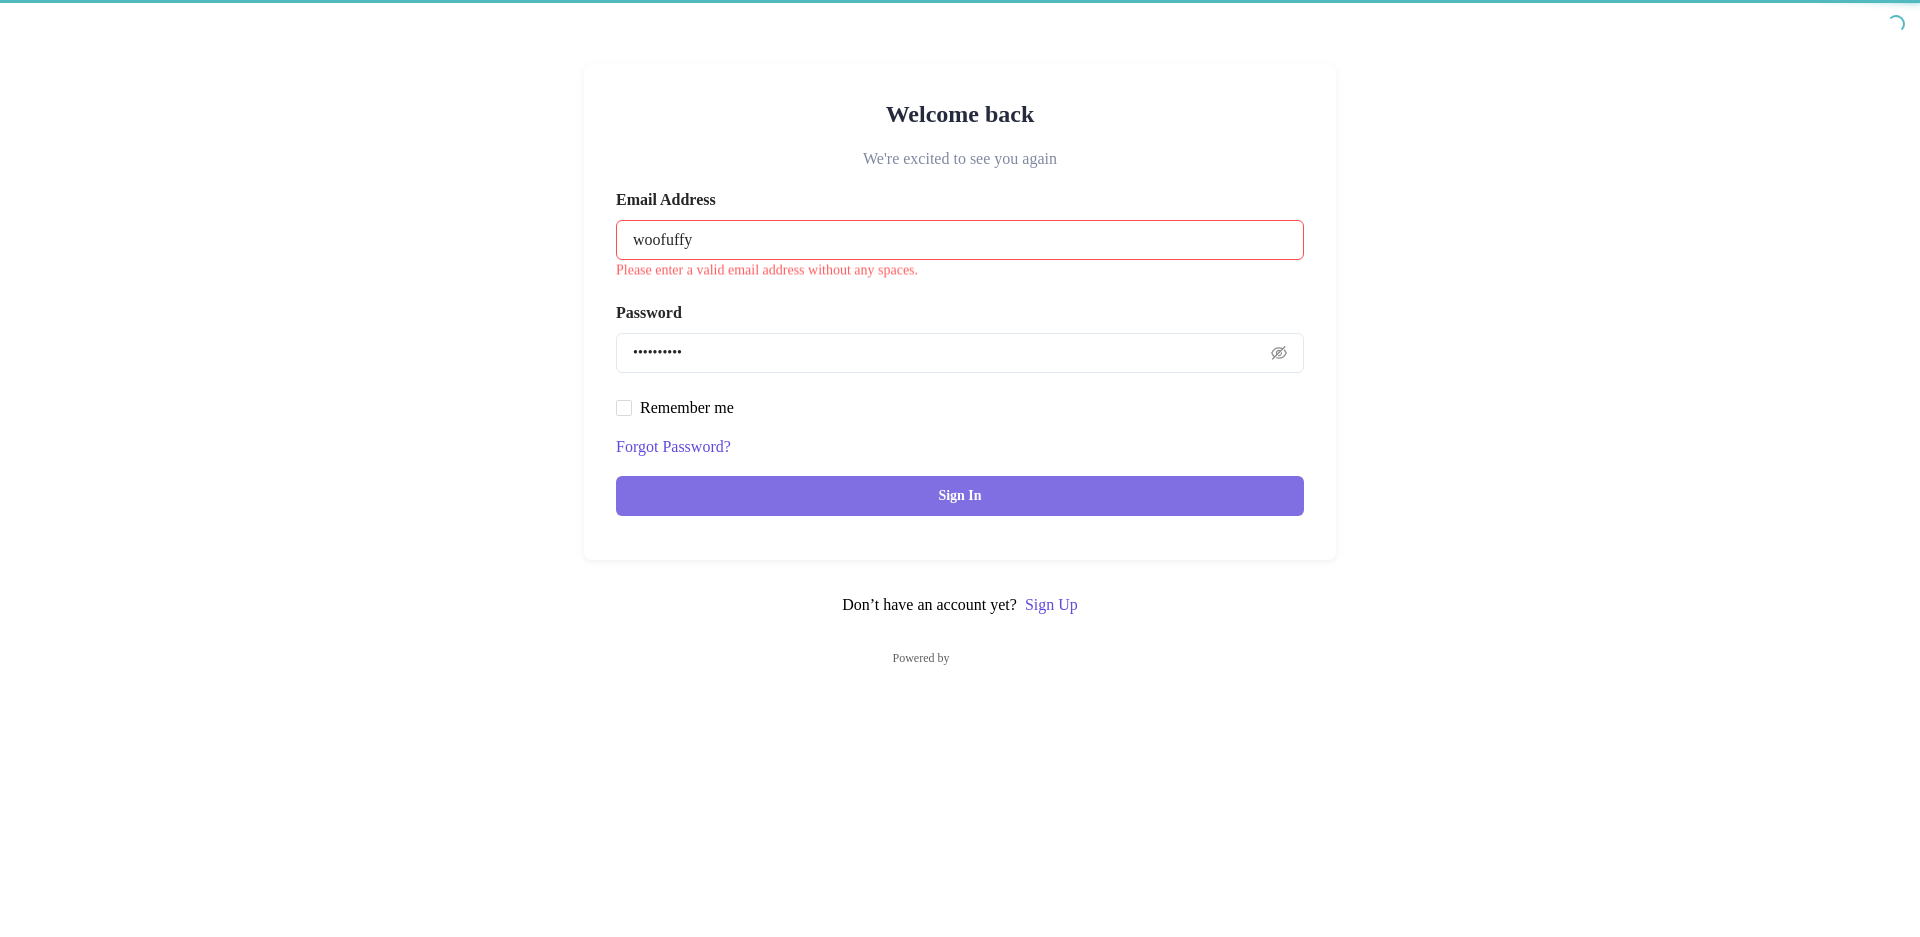 Welcome back
We're excited to see you again
Email Address
woofuffy
Please enter a valid email address without any spaces.
Password
••••••••••
Remember me
Forgot Password?
Sign In
Don’t have an account yet? Sign Up
Powered by